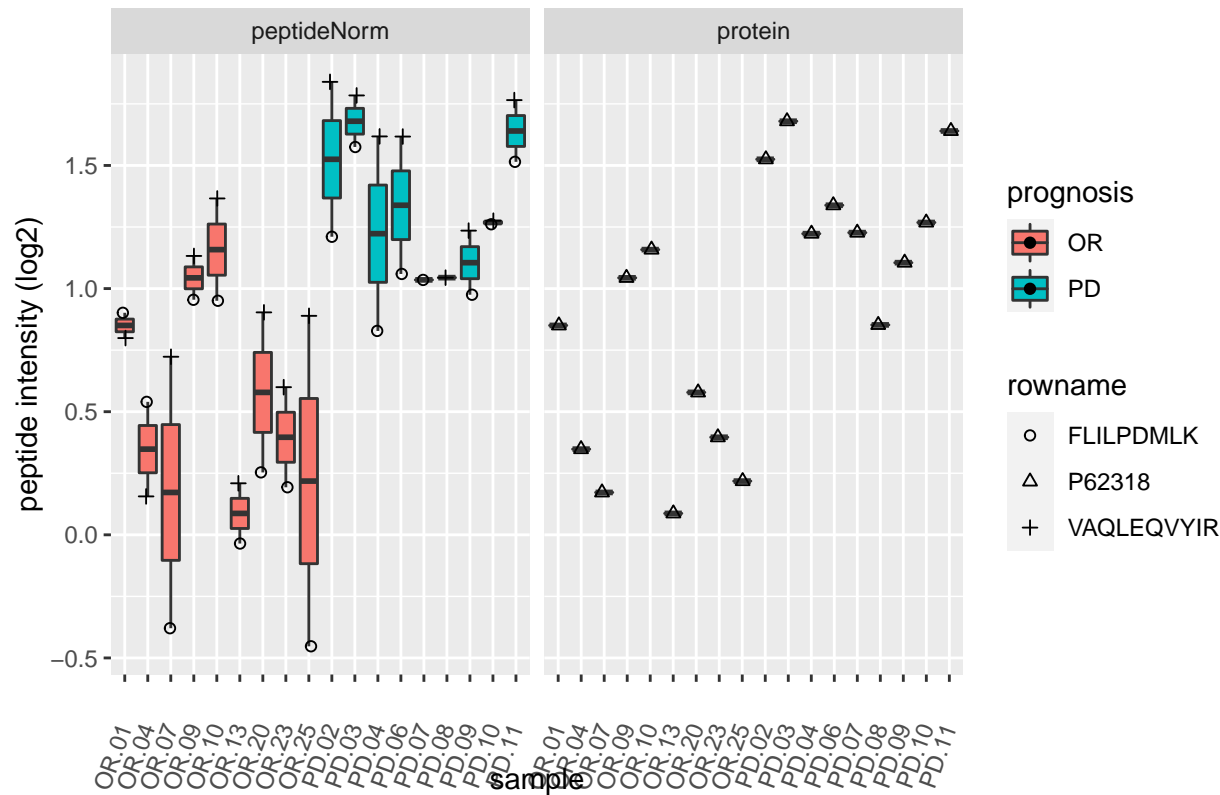 peptideNorm
protein
peptide intensity (log2)
1.5
1.0
0.5
0.0
−0.5
OR.01
OR.04
OR.07
OR.09
OR.10
OR.13
OR.20
OR.23
OR.25
PD.02
PD.03
PD.04
PD.06
PD.07
PD.08
PD.09
PD.10
PD.11
OR.01
OR.04
OR.07
OR.09
OR.10
OR.13
OR.20
OR.23
OR.25
PD.02
PD.03
PD.04
PD.06
PD.07
PD.08
PD.09
PD.10
PD.11
sample
prognosis
OR
PD
rowname
FLILPDMLK
P62318
VAQLEQVYIR